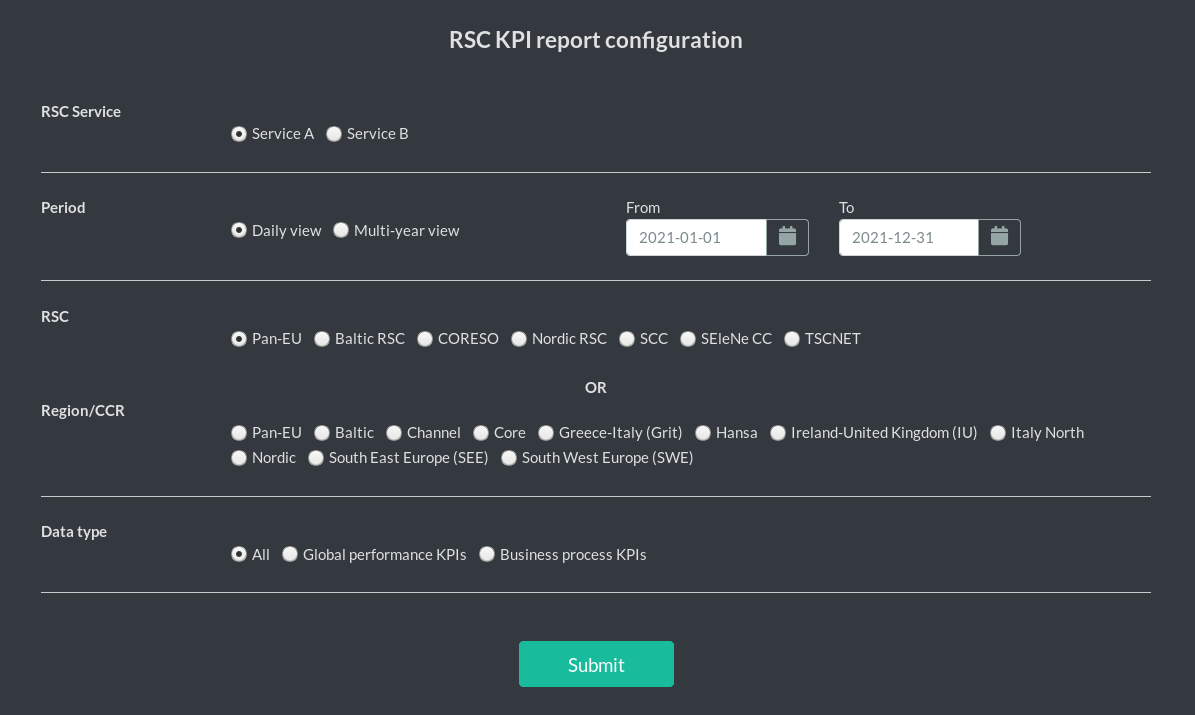 RSC KPI report configuration
RSC Service
Service A Service B
Period
From To
Daily view Multi-year view
2021-01-01 2021-12-31
RSC
Pan-EU Baltic RSC CORESO Nordic RSC SCC SEleNe CC TSCNET
OR
Region/CCR
Pan-EU Baltic Channel Core Greece-Italy (Grit) Hansa Ireland-United Kingdom (IU) Italy North
Nordic South East Europe (SEE) South West Europe (SWE)
Data type
All Global performance KPIs Business process KPIs
Submit